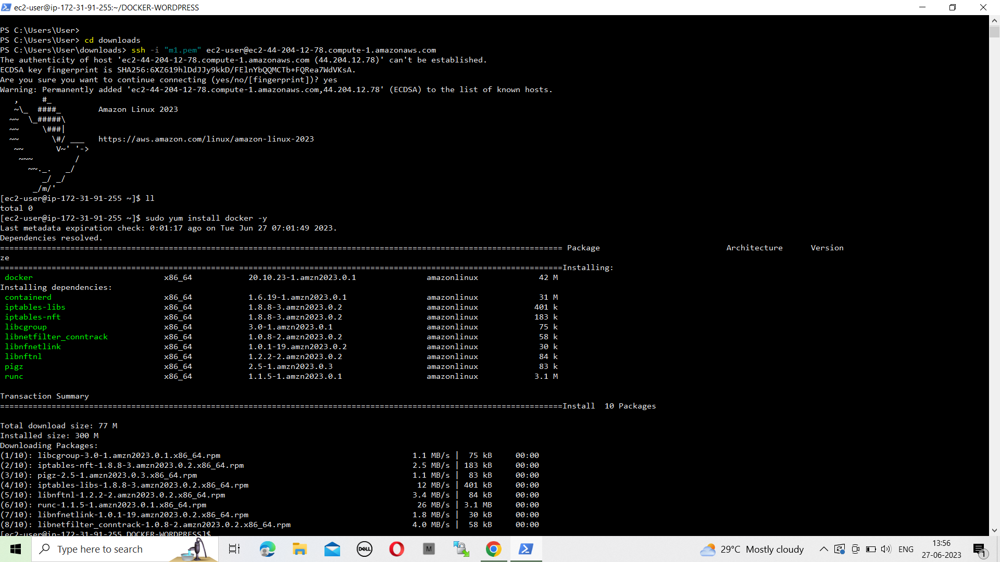 ec2-user@ip-172-31-91-255:~/DOCKER-WORDPRESS
PS C:\Users\User>
PS C:\Users\User> cd downloads
PS C:\Users\User\downloads> ssh -i "m1.pem" ec2-user@ec2-44-204-12-78.compute-1.amazonaws.com
The authenticity of host 'ec2-44-204-12-78.compute-1.amazonaws.com (44.204.12.78)' can't be established.
ECDSA key fingerprint is SHA256:6XZ619hlDdJJy9kkD/FElnYbQQMCTb+FQRea7WdVKsA.
Are you sure you want to continue connecting (yes/no/[fingerprint])? yes
Warning: Permanently added 'ec2-44-204-12-78.compute-1.amazonaws.com,44.204.12.78' (ECDSA) to the list of known hosts.
   ,     #_
   ~\_  ####_        Amazon Linux 2023
  ~~  \_#####\
  ~~     \###|
  ~~       \#/ ___   https://aws.amazon.com/linux/amazon-linux-2023
   ~~       V~' '->
    ~~~         /
      ~~._.   _/
         _/ _/
       _/m/'
[ec2-user@ip-172-31-91-255 ~]$ ll
total 0
[ec2-user@ip-172-31-91-255 ~]$ sudo yum install docker -y
Last metadata expiration check: 0:01:17 ago on Tue Jun 27 07:01:49 2023.
Dependencies resolved.
======================================================================================================================== Package                           Architecture      Version
ze
========================================================================================================================Installing:
 docker                            x86_64            20.10.23-1.amzn2023.0.1               amazonlinux             42 M
Installing dependencies:
 containerd                        x86_64            1.6.19-1.amzn2023.0.1                 amazonlinux             31 M
 iptables-libs                     x86_64            1.8.8-3.amzn2023.0.2                  amazonlinux            401 k
 iptables-nft                      x86_64            1.8.8-3.amzn2023.0.2                  amazonlinux            183 k
 libcgroup                         x86_64            3.0-1.amzn2023.0.1                    amazonlinux             75 k
 libnetfilter_conntrack            x86_64            1.0.8-2.amzn2023.0.2                  amazonlinux             58 k
 libnfnetlink                      x86_64            1.0.1-19.amzn2023.0.2                 amazonlinux             30 k
 libnftnl                          x86_64            1.2.2-2.amzn2023.0.2                  amazonlinux             84 k
 pigz                              x86_64            2.5-1.amzn2023.0.3                    amazonlinux             83 k
 runc                              x86_64            1.1.5-1.amzn2023.0.1                  amazonlinux            3.1 M
Transaction Summary
========================================================================================================================Install  10 Packages
Total download size: 77 M
Installed size: 300 M
Downloading Packages:
(1/10): libcgroup-3.0-1.amzn2023.0.1.x86_64.rpm                                         1.1 MB/s |  75 kB     00:00
(2/10): iptables-nft-1.8.8-3.amzn2023.0.2.x86_64.rpm                                    2.5 MB/s | 183 kB     00:00
(3/10): pigz-2.5-1.amzn2023.0.3.x86_64.rpm                                              1.1 MB/s |  83 kB     00:00
(4/10): iptables-libs-1.8.8-3.amzn2023.0.2.x86_64.rpm                                    12 MB/s | 401 kB     00:00
(5/10): libnftnl-1.2.2-2.amzn2023.0.2.x86_64.rpm                                        3.4 MB/s |  84 kB     00:00
(6/10): runc-1.1.5-1.amzn2023.0.1.x86_64.rpm                                             26 MB/s | 3.1 MB     00:00
(7/10): libnfnetlink-1.0.1-19.amzn2023.0.2.x86_64.rpm                                   1.8 MB/s |  30 kB     00:00
(8/10): libnetfilter_conntrack-1.0.8-2.amzn2023.0.2.x86_64.rpm                          4.0 MB/s |  58 kB     00:00
[ec2-user@ip-172-31-91-255 DOCKER-WORDPRESS]$
Type here to search
DELL
M
29°C Mostly cloudy
ENG
13:56
27-06-2023
1